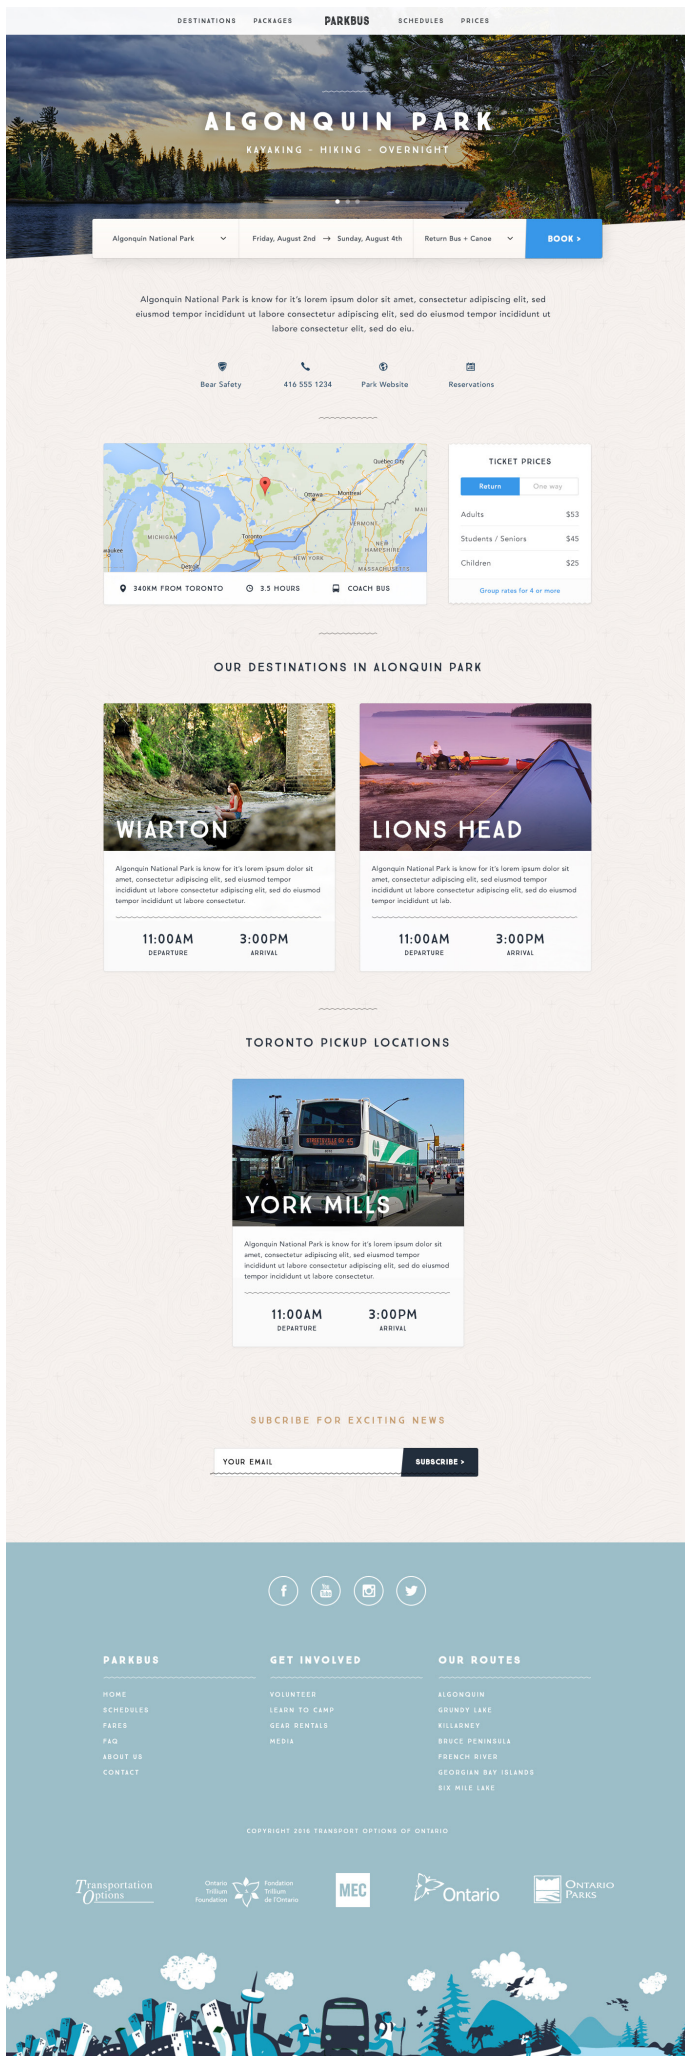 DESTINATIONS PACKAGES PARKBUS SCHEDULES PRICES
ALGONQUIN PARK
KAYAKING - HIKING - OVERNIGHT
Algonquin National Park Friday, August 2nd → Sunday, August 4th Return Bus + Canoe BOOK >
Algonquin National Park is know for it's lorem ipsum dolor sit amet, consectetur adipiscing elit, sed
eiusmod tempor incididunt ut labore consectetur adipiscing elit, sed do eiusmod tempor incididunt ut
labore consectetur elit, sed do eiu.
Bear Safety 416 555 1234 Park Website Reservations
Québec City
Ottawa Montreal
MAI
VERMONT
MICHIGAN
Toronto
NEW
HAMPSHIRE
waukee
NEW YORK
Detroit
MASSACHUSETTS
340KM FROM TORONTO 3.5 HOURS COACH BUS
TICKET PRICES
Return One way
Adults $53
Students / Seniors $45
Children $25
Group rates for 4 or more
OUR DESTINATIONS IN ALONQUIN PARK
WIARTON
Algonquin National Park is know for it's lorem ipsum dolor sit
amet, consectetur adipiscing elit, sed eiusmod tempor
incididunt ut labore consectetur adipiscing elit, sed do eiusmod
tempor incididunt ut labore consectetur.
11:00AM 3:00PM
DEPARTURE ARRIVAL
LIONS HEAD
Algonquin National Park is know for it's lorem ipsum dolor sit
amet, consectetur adipiscing elit, sed eiusmod tempor
incididunt ut labore consectetur adipiscing elit, sed do eiusmod
tempor incididunt ut lab.
11:00AM 3:00PM
DEPARTURE ARRIVAL
TORONTO PICKUP LOCATIONS
45
YORK MILLS
Algonquin National Park is know for it's lorem ipsum dolor sit
amet, consectetur adipiscing elit, sed eiusmod tempor
incididunt ut labore consectetur adipiscing elit, sed do eiusmod
tempor incididunt ut labore consectetur.
11:00AM 3:00PM
DEPARTURE ARRIVAL
SUBCRIBE FOR EXCITING NEWS
YOUR EMAIL SUBSCRIBE >
You
Tube
PARKBUS
HOME
SCHEDULES
FARES
FAQ
ABOUT US
CONTACT
GET INVOLVED
VOLUNTEER
LEARN TO CAMP
GEAR RENTALS
MEDIA
OUR ROUTES
ALGONQUIN
GRUNDY LAKE
KILLARNEY
BRUCE PENINSULA
FRENCH RIVER
GEORGIAN BAY ISLANDS
SIX MILE LAKE
COPYRIGHT 2016 TRANSPORT OPTIONS OF ONTARIO
Transportation
Options
Ontario
Trillium
Foundation
Fondation
Trillium
de l'Ontario
MEC
Ontario
ONTARIO
PARKS